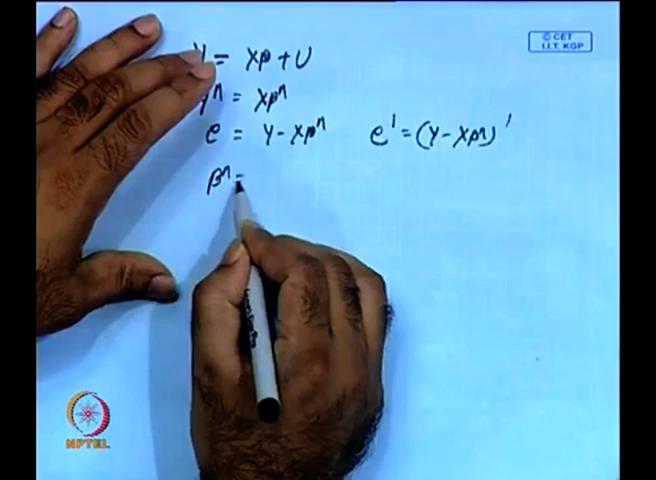 © CET
I.I.T. KGP
Y = Xβ + U
Y^ = Xβ^
e = Y - Xβ^ e' = (Y - Xβ^)'
β^ =
NPTEL